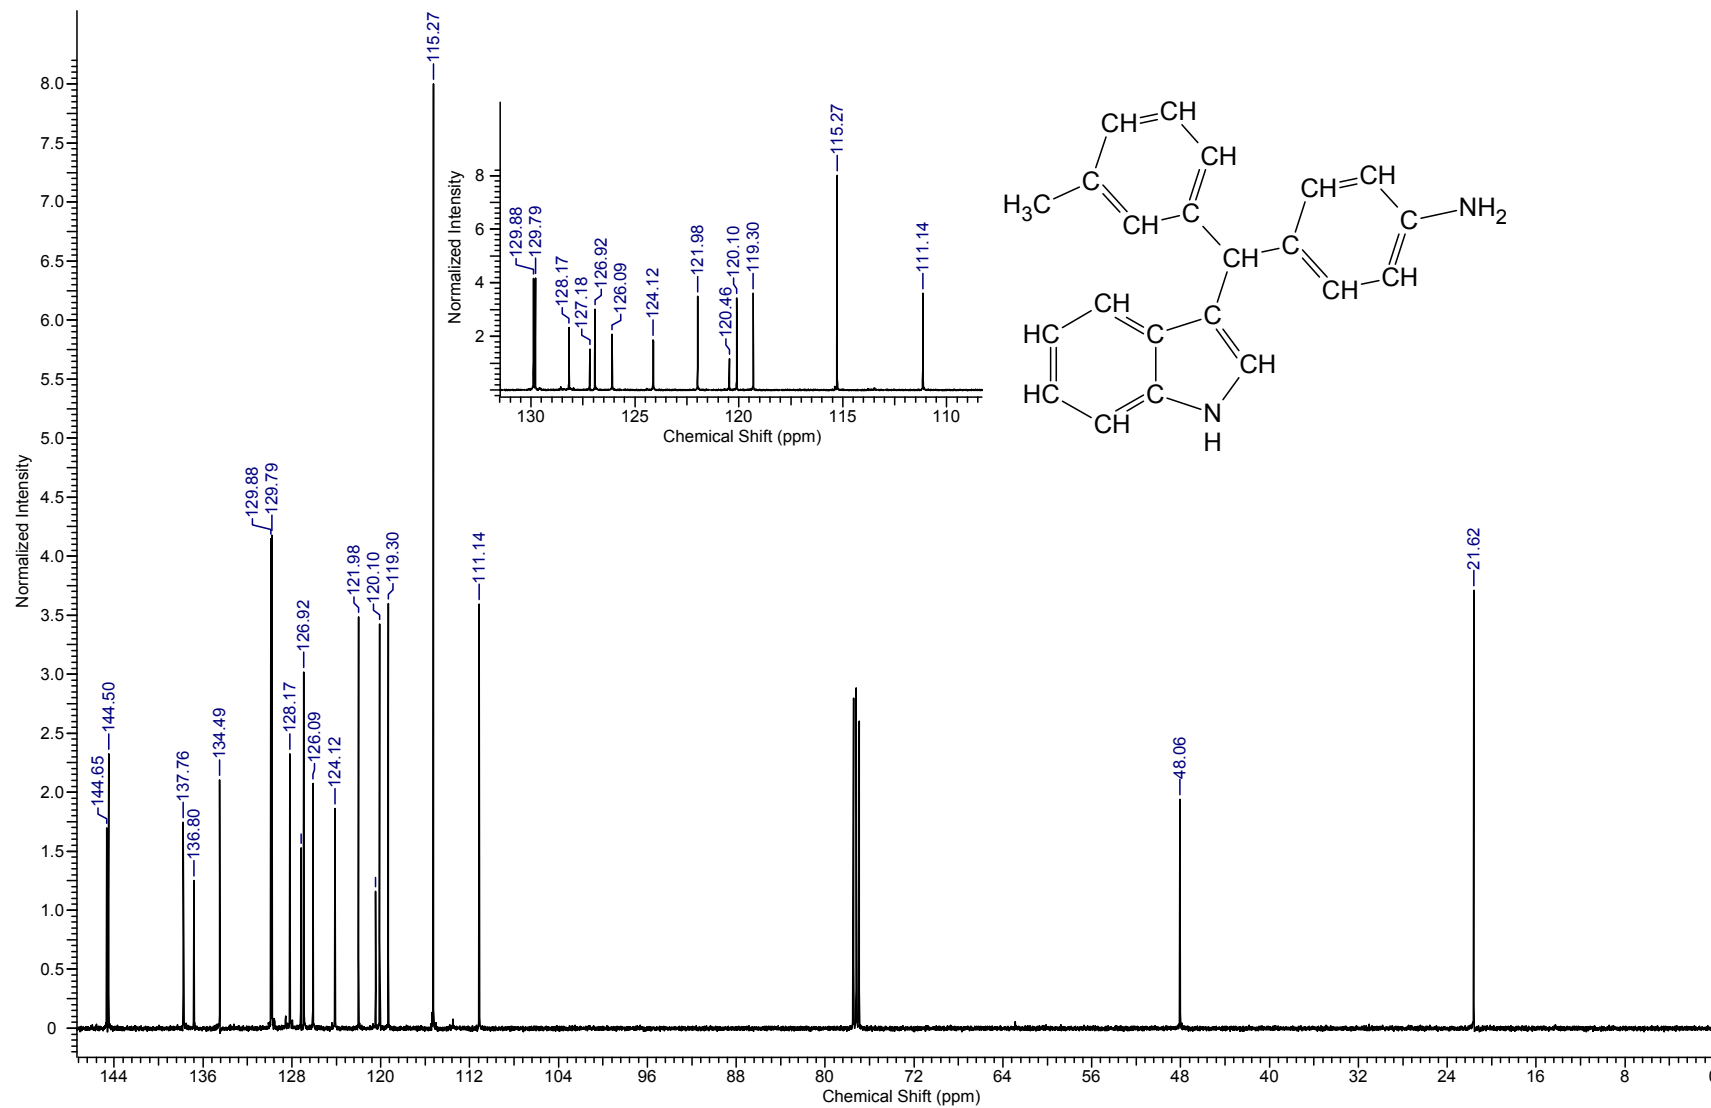 115.27
8.0
7.5
7.0
6.5
6.0
5.5
5.0
4.5
4.0
3.5
3.0
2.5
2.0
1.5
1.0
0.5
0
Normalized Intensity
144.65
144.50
137.76
136.80
134.49
129.88
129.79
128.17
126.92
126.09
124.12
121.98
120.10
119.30
111.14
48.06
21.62
144 136 128 120 112 104 96 88 80 72 64 56 48 40 32 24 16 8
Chemical Shift (ppm)
Normalized Intensity
8
6
4
2
129.88
129.79
128.17
127.18
126.92
126.09
124.12
121.98
120.46
120.10
119.30
115.27
111.14
130 125 120 115 110
Chemical Shift (ppm)
CH CH
CH
C
H3C
CH
C
CH CH
C NH2
C
CH
CH
CH
CH
C
HC
C
CH
HC
C
N
CH
H